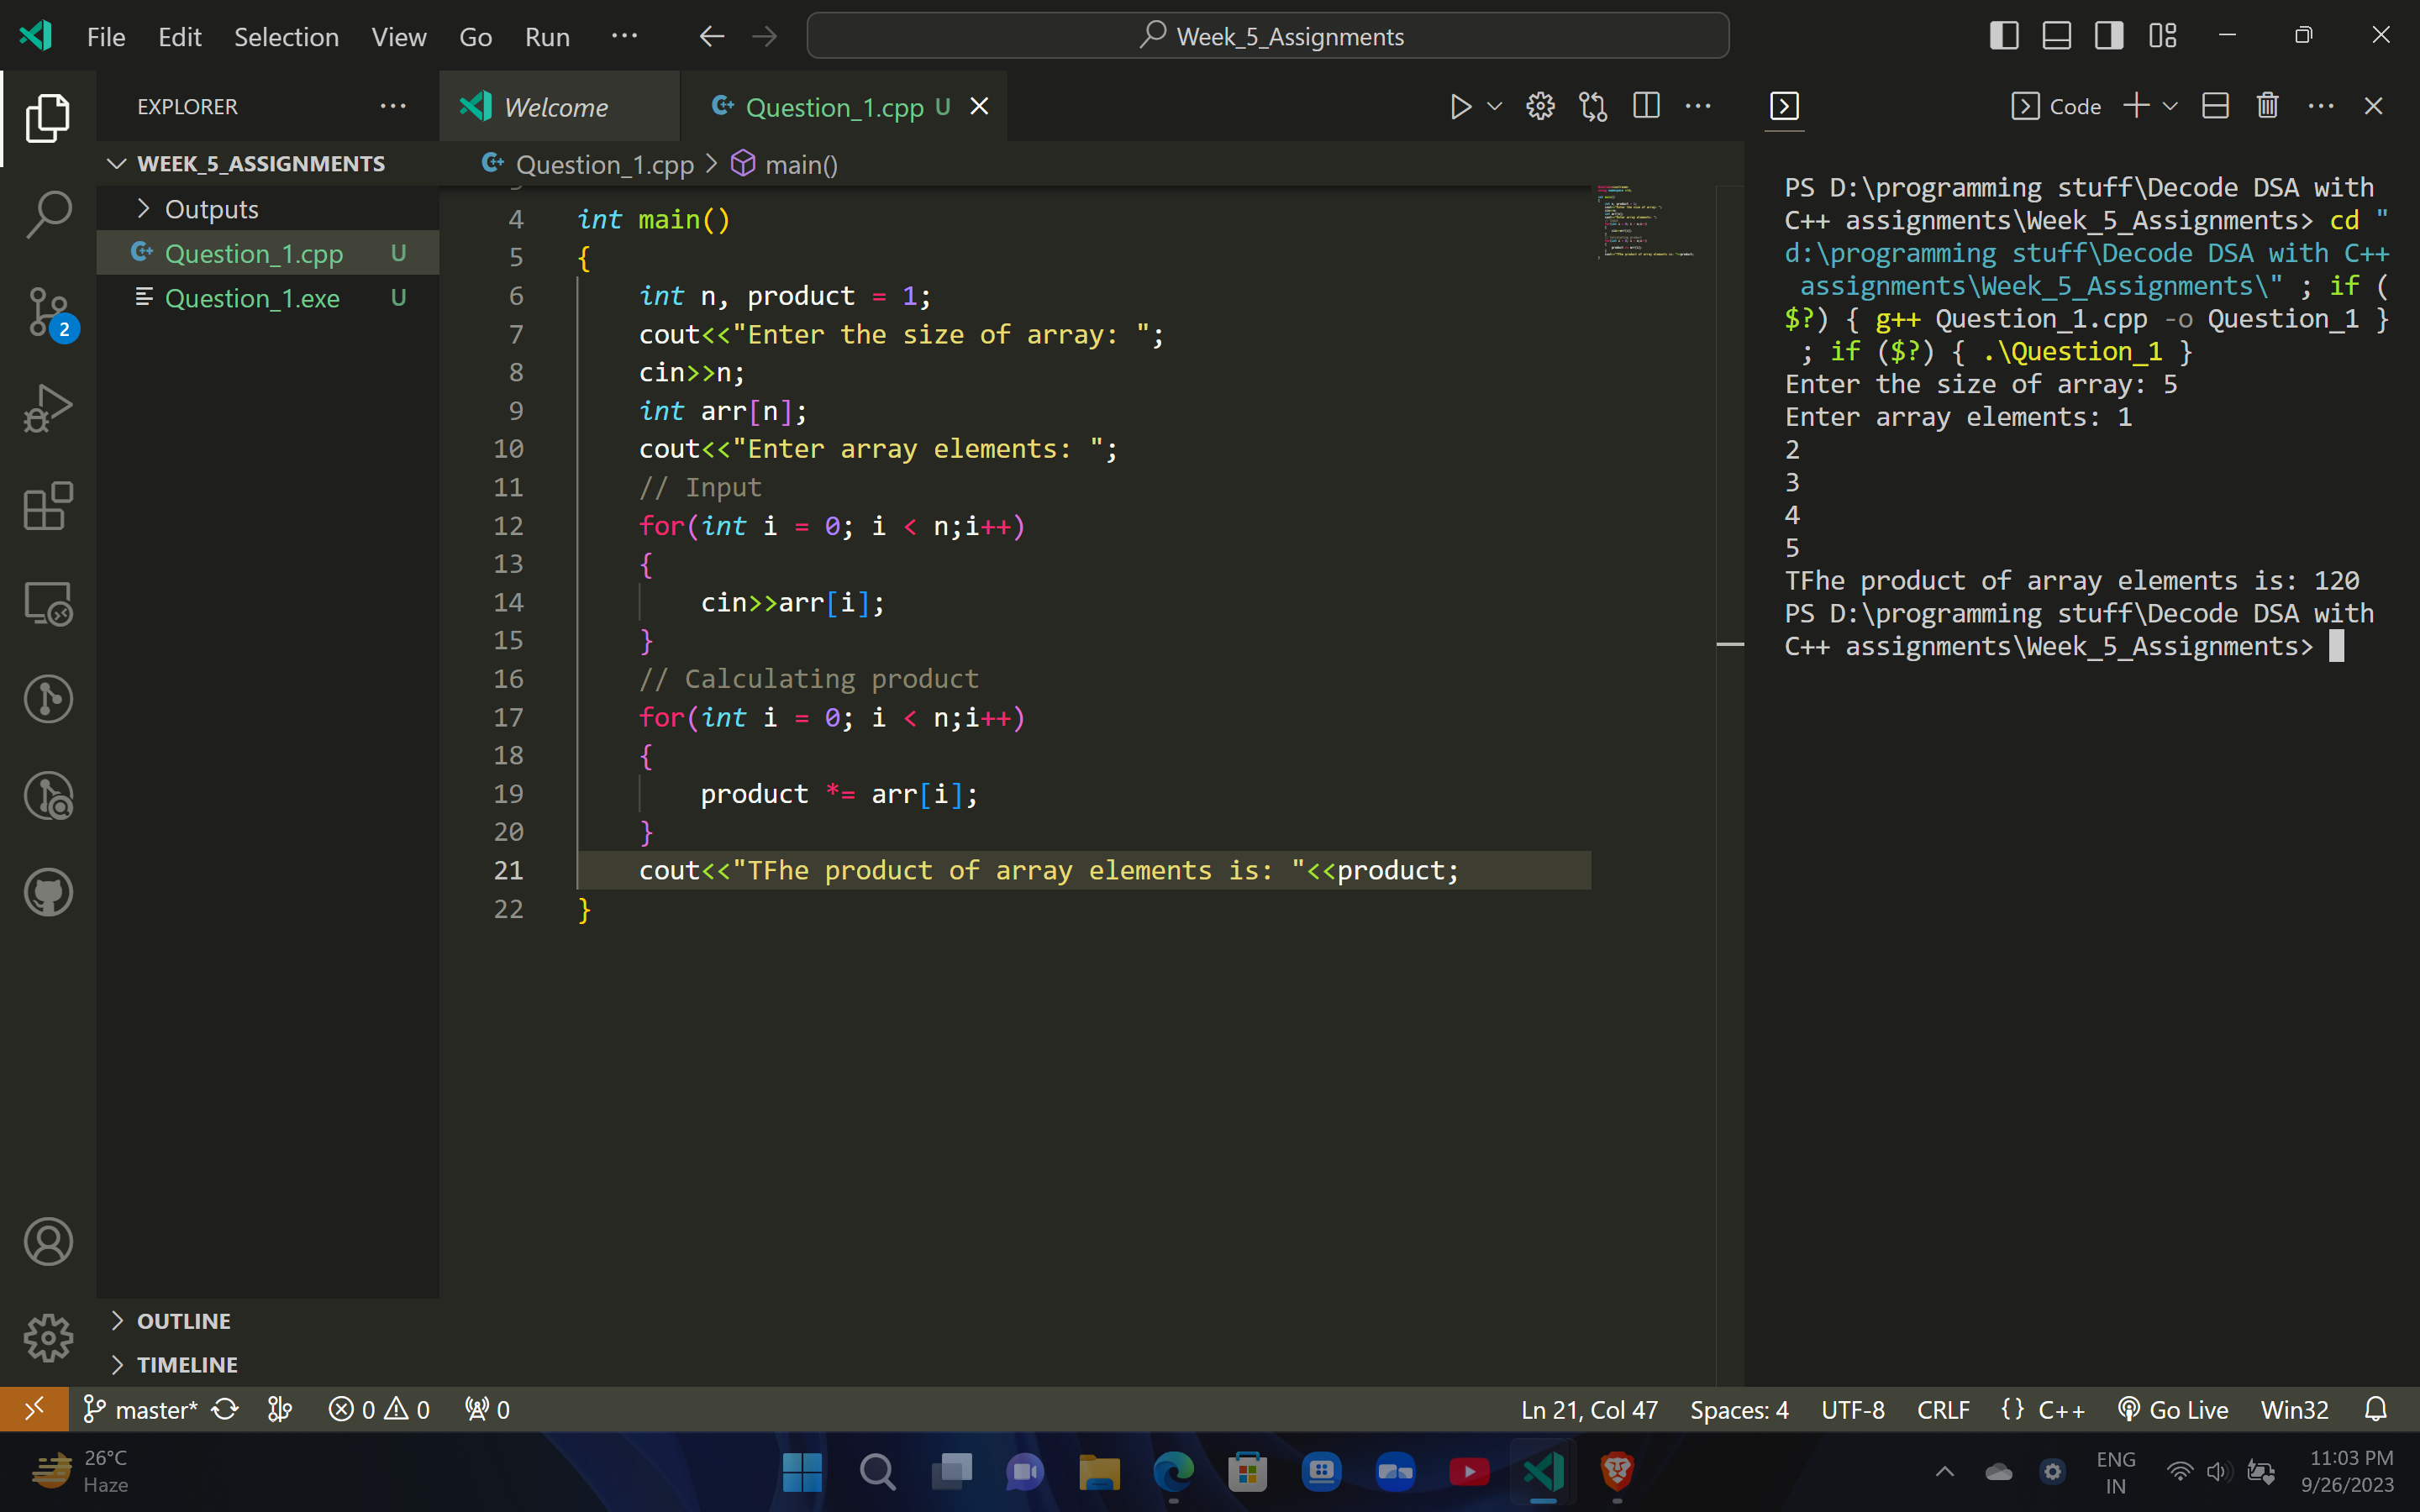 File Edit Selection View Go Run ··· Week_5_Assignments
EXPLORER ···
WEEK_5_ASSIGNMENTS
Outputs
Question_1.cpp U
Question_1.exe U
OUTLINE
TIMELINE
Welcome Question_1.cpp U
Question_1.cpp > main()
4 int main()
5 {
6 int n, product = 1;
7 cout<<"Enter the size of array: ";
8 cin>>n;
9 int arr[n];
10 cout<<"Enter array elements: ";
11 // Input
12 for(int i = 0; i < n;i++)
13 {
14 cin>>arr[i];
15 }
16 // Calculating product
17 for(int i = 0; i < n;i++)
18 {
19 product *= arr[i];
20 }
21 cout<<"TFhe product of array elements is: "<<product;
22 }
Code
PS D:\programming stuff\Decode DSA with
C++ assignments\Week_5_Assignments> cd "
d:\programming stuff\Decode DSA with C++
assignments\Week_5_Assignments\" ; if (
$?) { g++ Question_1.cpp -o Question_1 }
; if ($?) { .\Question_1 }
Enter the size of array: 5
Enter array elements: 1
2
3
4
5
TFhe product of array elements is: 120
PS D:\programming stuff\Decode DSA with
C++ assignments\Week_5_Assignments>
2
master* 0 0 0 Ln 21, Col 47 Spaces: 4 UTF-8 CRLF {} C++ Go Live Win32
26°C
Haze
ENG
IN
11:03 PM
9/26/2023